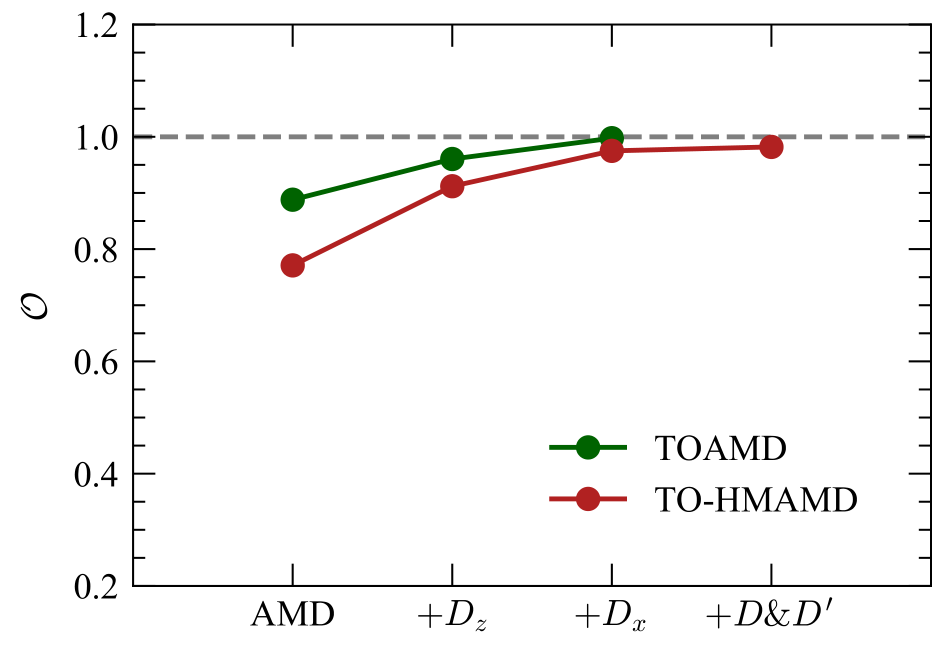 1.2
1.0
0.8
0.6
0.4
0.2
𝒪
TOAMD
TO-HMAMD
AMD
+D_z
+D_x
+D&D′